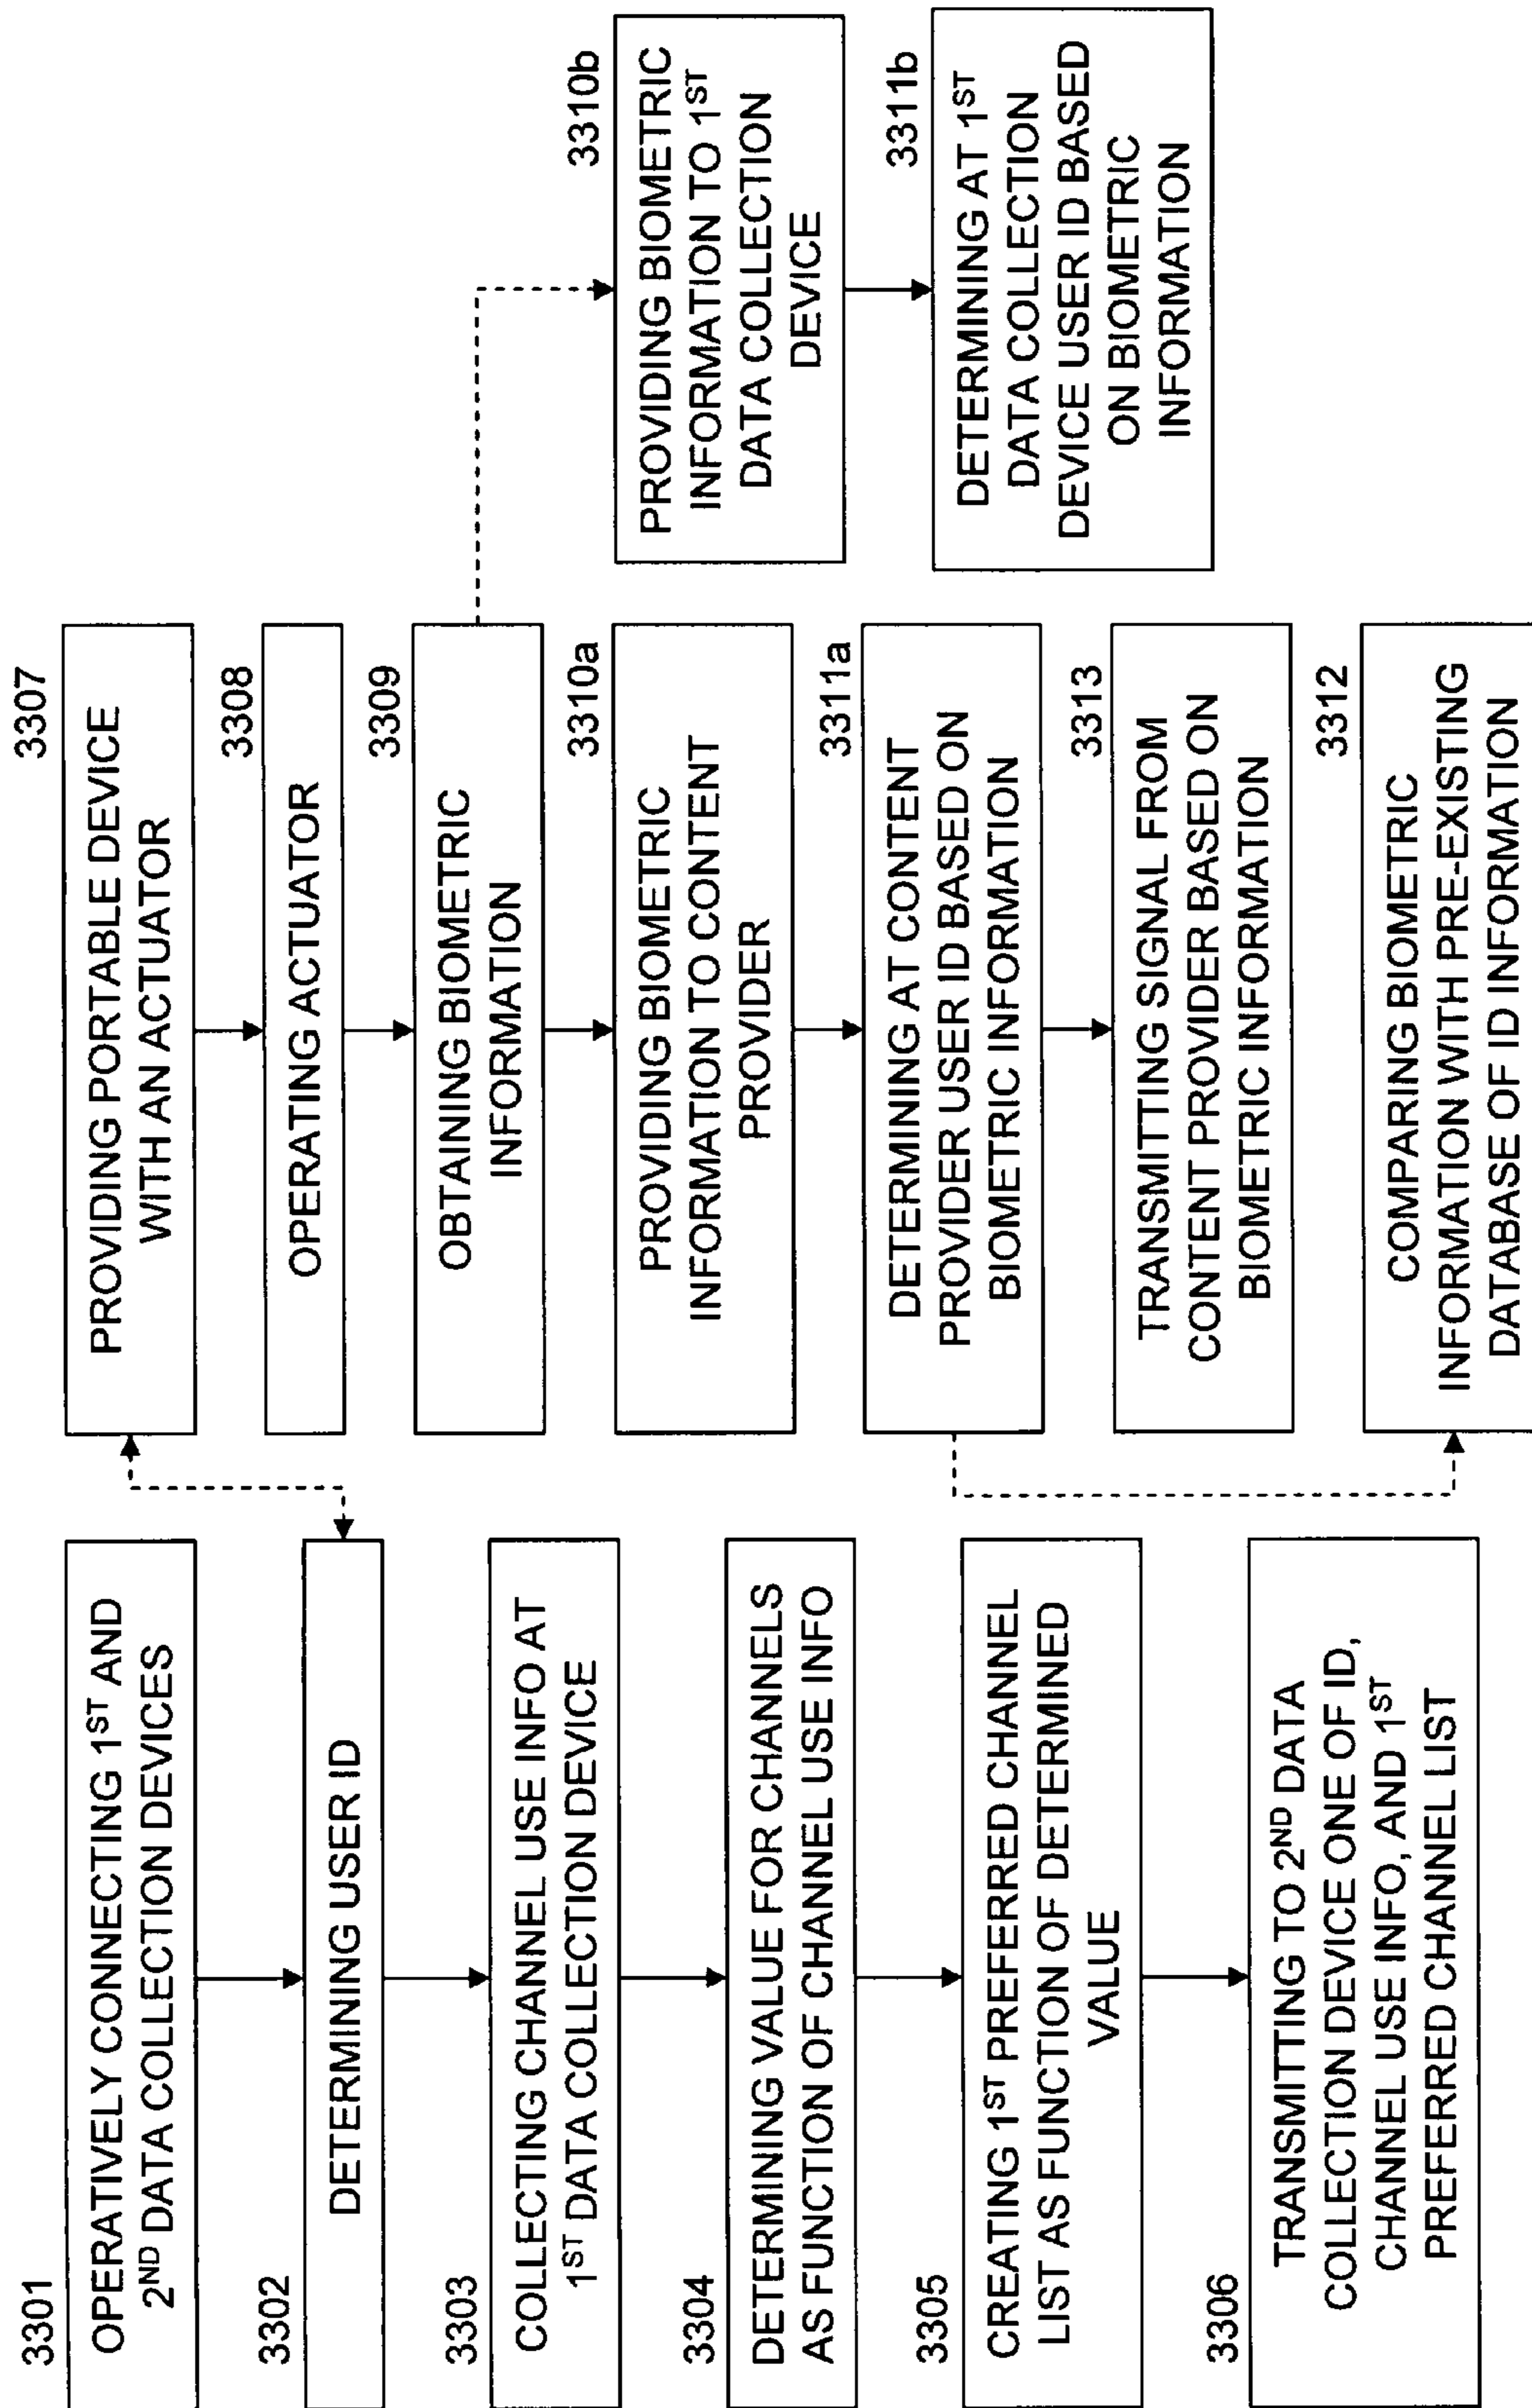 3301
OPERATIVELY CONNECTING 1ST AND
2ND DATA COLLECTION DEVICES
3302
DETERMINING USER ID
3303
COLLECTING CHANNEL USE INFO AT
1ST DATA COLLECTION DEVICE
3304
DETERMINING VALUE FOR CHANNELS
AS FUNCTION OF CHANNEL USE INFO
3305
CREATING 1ST PREFERRED CHANNEL
LIST AS FUNCTION OF DETERMINED
VALUE
3306
TRANSMITTING TO 2ND DATA
COLLECTION DEVICE ONE OF ID,
CHANNEL USE INFO, AND 1ST
PREFERRED CHANNEL LIST
3307
PROVIDING PORTABLE DEVICE
WITH AN ACTUATOR
3308
OPERATING ACTUATOR
3309
OBTAINING BIOMETRIC
INFORMATION
3310a
PROVIDING BIOMETRIC
INFORMATION TO CONTENT
PROVIDER
3311a
DETERMINING AT CONTENT
PROVIDER USER ID BASED ON
BIOMETRIC INFORMATION
3313
TRANSMITTING SIGNAL FROM
CONTENT PROVIDER BASED ON
BIOMETRIC INFORMATION
3312
COMPARING BIOMETRIC
INFORMATION WITH PRE-EXISTING
DATABASE OF ID INFORMATION
3310b
PROVIDING BIOMETRIC
INFORMATION TO 1ST
DATA COLLECTION
DEVICE
3311b
DETERMINING AT 1ST
DATA COLLECTION
DEVICE USER ID BASED
ON BIOMETRIC
INFORMATION